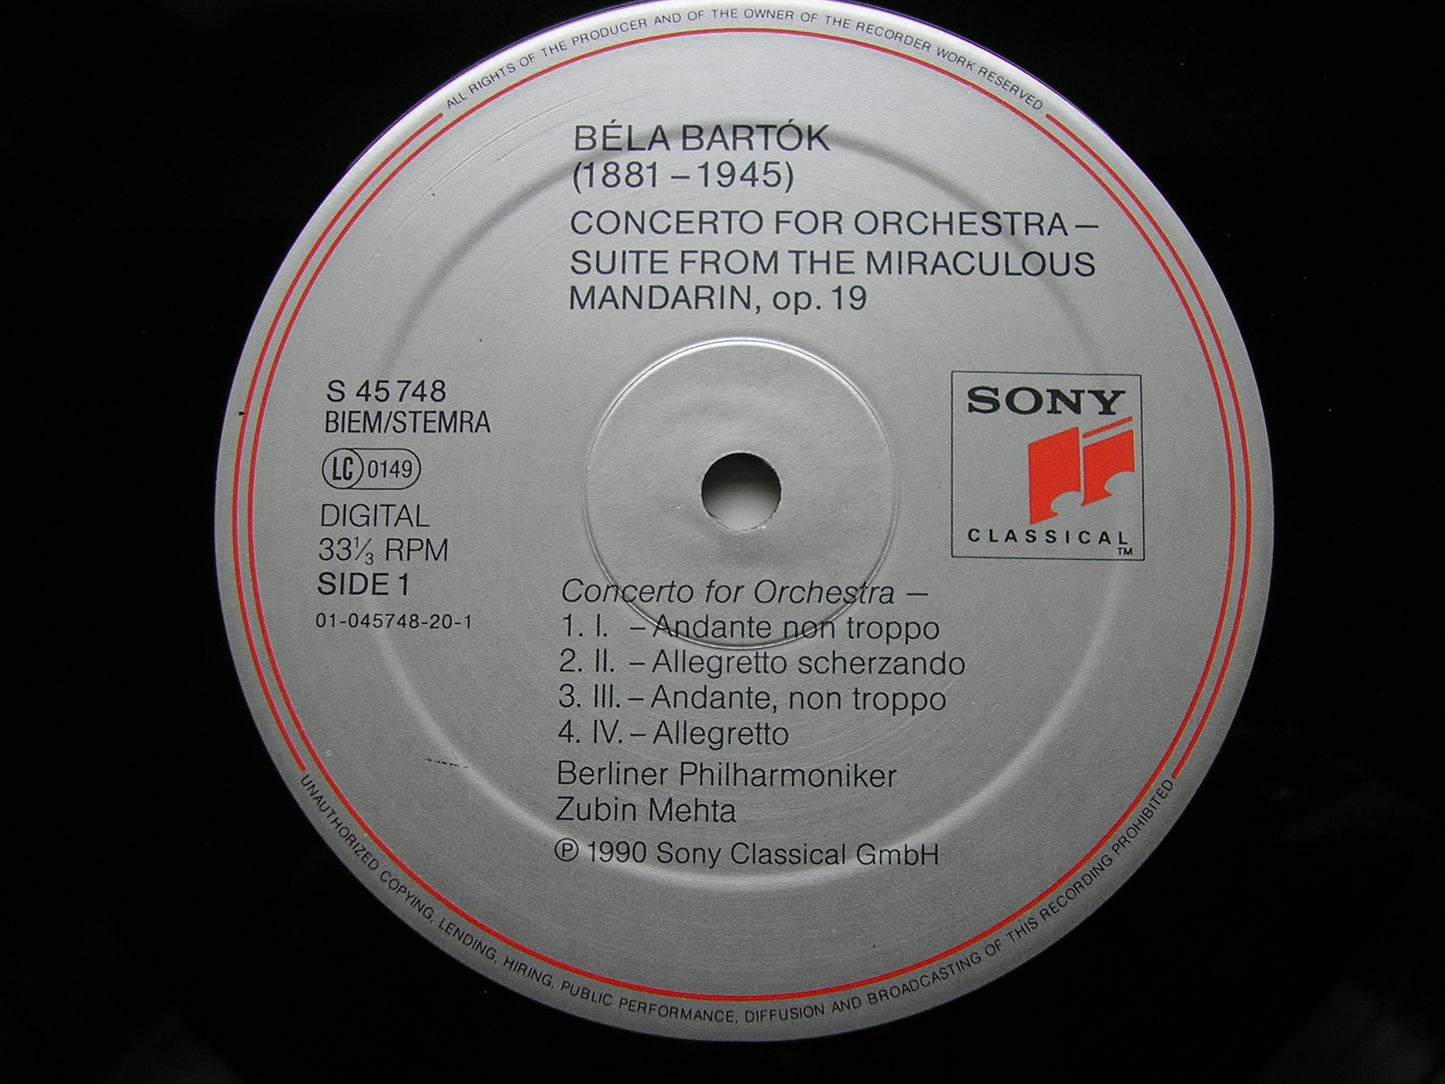 ALL RIGHTS OF THE PRODUCER AND OF THE OWNER OF THE RECORDER WORK RESERVED.
BÉLA BARTÓK
(1881 – 1945)
CONCERTO FOR ORCHESTRA –
SUITE FROM THE MIRACULOUS
MANDARIN, op. 19
S 45748
BIEM/STEMRA
LC 0149
DIGITAL
33⅓ RPM
SIDE 1
01-045748-20-1
SONY
CLASSICAL
TM
Concerto for Orchestra –
1. I. – Andante non troppo
2. II. – Allegretto scherzando
3. III. – Andante, non troppo
4. IV. – Allegretto
Berliner Philharmoniker
Zubin Mehta
℗ 1990 Sony Classical GmbH
UNAUTHORIZED COPYING, LENDING, HIRING, PUBLIC PERFORMANCE, DIFFUSION AND BROADCASTING OF THIS RECORDING PROHIBITED